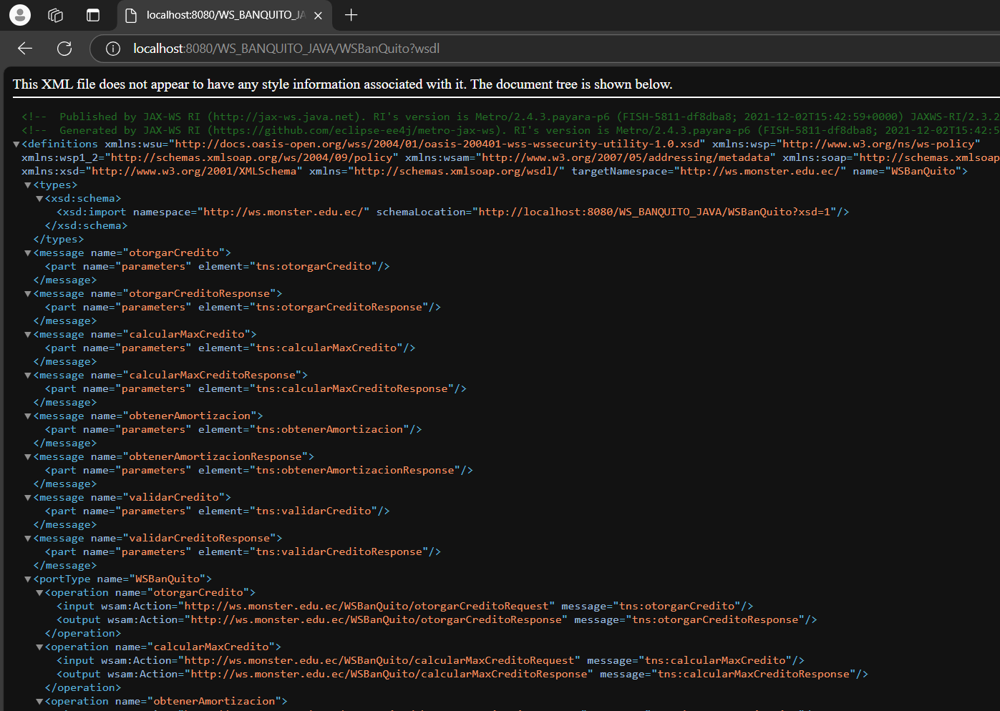 localhost:8080/WS_BANQUITO_JA
localhost:8080/WS_BANQUITO_JAVA/WSBanQuito?wsdl
This XML file does not appear to have any style information associated with it. The document tree is shown below.
<!-- Published by JAX-WS RI (http://jax-ws.java.net). RI's version is Metro/2.4.3.payara-p6 (FISH-5811-df8dba8; 2021-12-02T15:42:59+0000) JAXWS-RI/2.3.2
<!-- Generated by JAX-WS RI (https://github.com/eclipse-ee4j/metro-jax-ws). RI's version is Metro/2.4.3.payara-p6 (FISH-5811-df8dba8; 2021-12-02T15:42:5
▼<definitions xmlns:wsu="http://docs.oasis-open.org/wss/2004/01/oasis-200401-wss-wssecurity-utility-1.0.xsd" xmlns:wsp="http://www.w3.org/ns/ws-policy"
xmlns:wsp1_2="http://schemas.xmlsoap.org/ws/2004/09/policy" xmlns:wsam="http://www.w3.org/2007/05/addressing/metadata" xmlns:soap="http://schemas.xmlsoap
xmlns:xsd="http://www.w3.org/2001/XMLSchema" xmlns="http://schemas.xmlsoap.org/wsdl/" targetNamespace="http://ws.monster.edu.ec/" name="WSBanQuito">
▼<types>
▼<xsd:schema>
<xsd:import namespace="http://ws.monster.edu.ec/" schemaLocation="http://localhost:8080/WS_BANQUITO_JAVA/WSBanQuito?xsd=1"/>
</xsd:schema>
</types>
▼<message name="otorgarCredito">
<part name="parameters" element="tns:otorgarCredito"/>
</message>
▼<message name="otorgarCreditoResponse">
<part name="parameters" element="tns:otorgarCreditoResponse"/>
</message>
▼<message name="calcularMaxCredito">
<part name="parameters" element="tns:calcularMaxCredito"/>
</message>
▼<message name="calcularMaxCreditoResponse">
<part name="parameters" element="tns:calcularMaxCreditoResponse"/>
</message>
▼<message name="obtenerAmortizacion">
<part name="parameters" element="tns:obtenerAmortizacion"/>
</message>
▼<message name="obtenerAmortizacionResponse">
<part name="parameters" element="tns:obtenerAmortizacionResponse"/>
</message>
▼<message name="validarCredito">
<part name="parameters" element="tns:validarCredito"/>
</message>
▼<message name="validarCreditoResponse">
<part name="parameters" element="tns:validarCreditoResponse"/>
</message>
▼<portType name="WSBanQuito">
▼<operation name="otorgarCredito">
<input wsam:Action="http://ws.monster.edu.ec/WSBanQuito/otorgarCreditoRequest" message="tns:otorgarCredito"/>
<output wsam:Action="http://ws.monster.edu.ec/WSBanQuito/otorgarCreditoResponse" message="tns:otorgarCreditoResponse"/>
</operation>
▼<operation name="calcularMaxCredito">
<input wsam:Action="http://ws.monster.edu.ec/WSBanQuito/calcularMaxCreditoRequest" message="tns:calcularMaxCredito"/>
<output wsam:Action="http://ws.monster.edu.ec/WSBanQuito/calcularMaxCreditoResponse" message="tns:calcularMaxCreditoResponse"/>
</operation>
▼<operation name="obtenerAmortizacion">